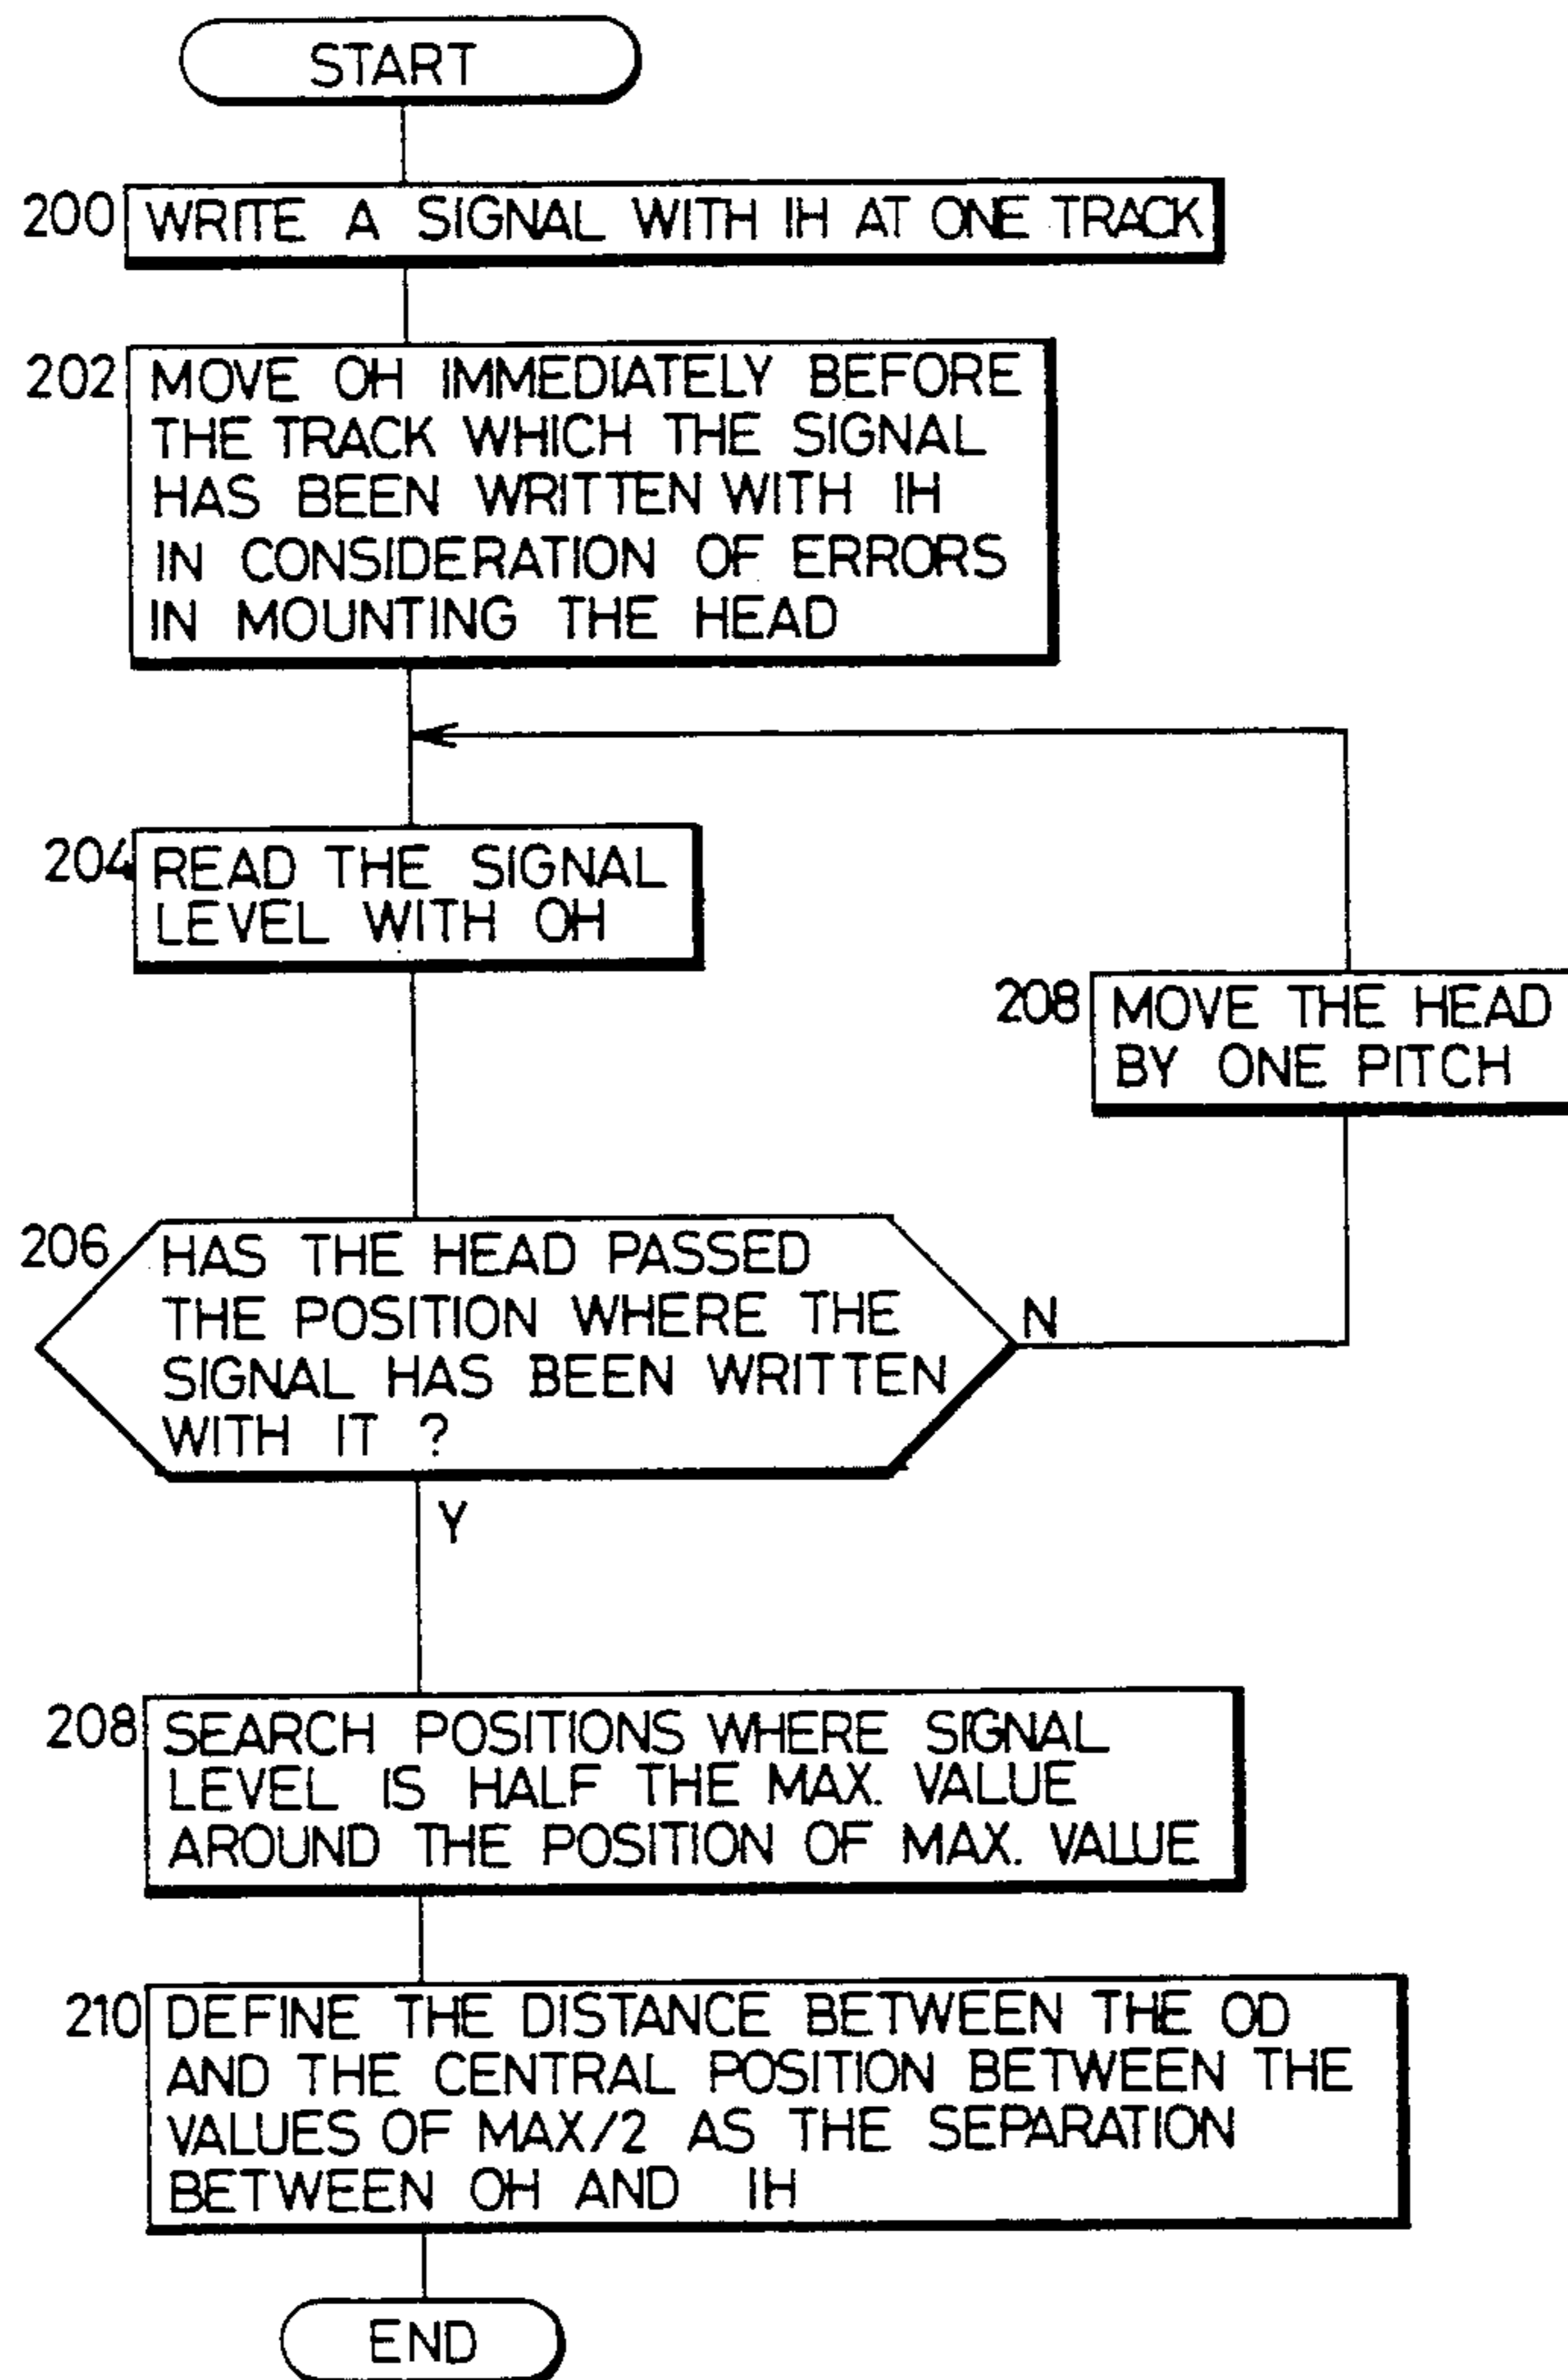 START
200 WRITE A SIGNAL WITH IH AT ONE TRACK
202 MOVE OH IMMEDIATELY BEFORE
THE TRACK WHICH THE SIGNAL
HAS BEEN WRITTEN WITH IH
IN CONSIDERATION OF ERRORS
IN MOUNTING THE HEAD
204 READ THE SIGNAL
LEVEL WITH OH
208 MOVE THE HEAD
BY ONE PITCH
206 HAS THE HEAD PASSED
THE POSITION WHERE THE
SIGNAL HAS BEEN WRITTEN
WITH IT ?
N
Y
208 SEARCH POSITIONS WHERE SIGNAL
LEVEL IS HALF THE MAX. VALUE
AROUND THE POSITION OF MAX. VALUE
210 DEFINE THE DISTANCE BETWEEN THE OD
AND THE CENTRAL POSITION BETWEEN THE
VALUES OF MAX/2 AS THE SEPARATION
BETWEEN OH AND IH
END